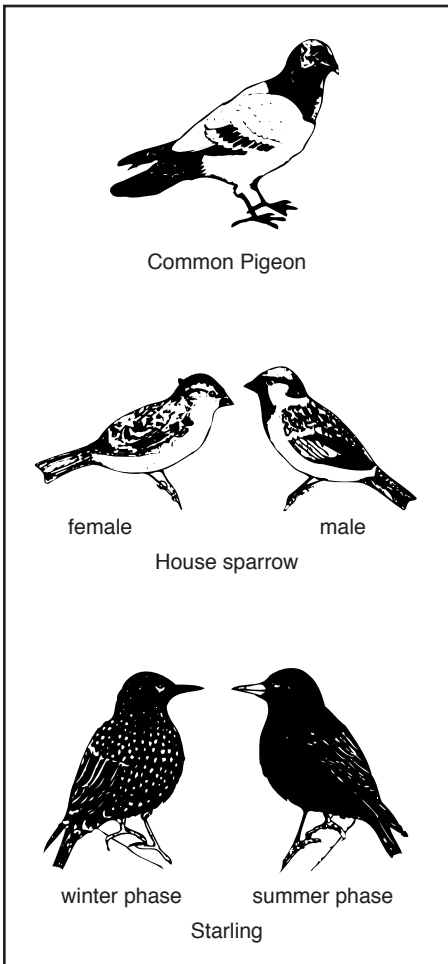 Common Pigeon
female male
House sparrow
winter phase summer phase
Starling